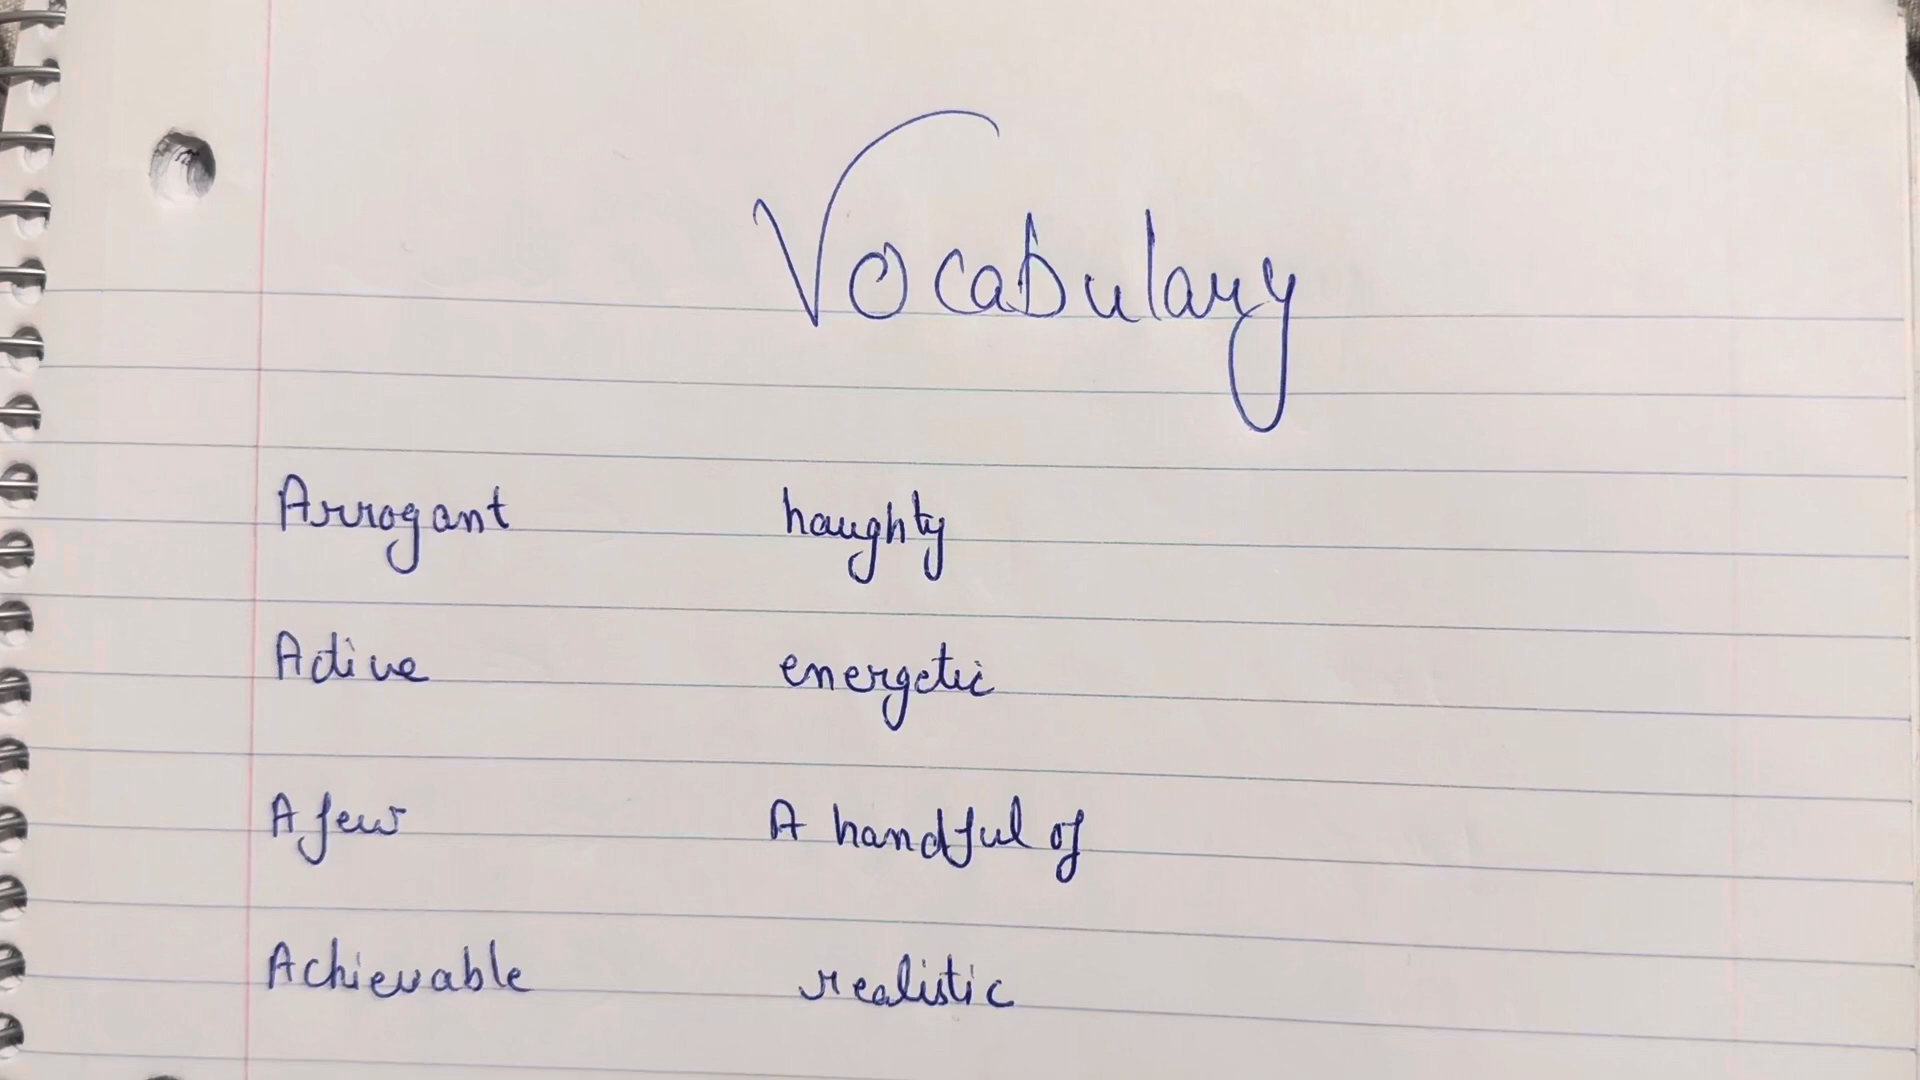 Vocabulary
Arrogant haughty
Active energetic
A few A handful of
Achievable realistic